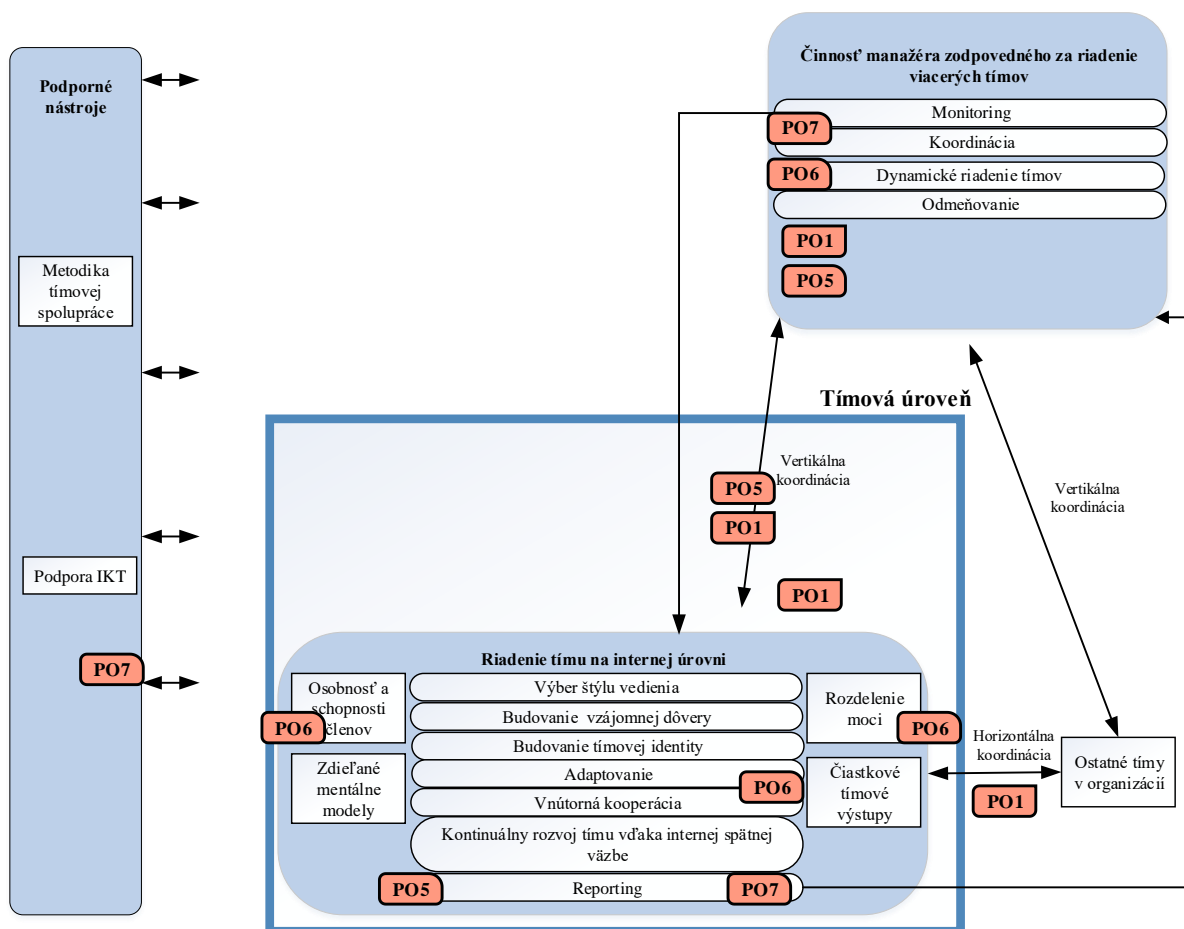 Podporné
nástroje
Metodika
tímovej
spolupráce
Podpora IKT
PO7
Činnosť manažéra zodpovedného za riadenie
viacerých tímov
Monitoring
PO7
Koordinácia
PO6
Dynamické riadenie tímov
Odmeňovanie
PO1
PO5
Tímová úroveň
Vertikálna
koordinácia
PO5
PO1
PO1
Vertikálna
koordinácia
Riadenie tímu na internej úrovni
Osobnosť a
schopnosti
členov
PO6
Zdieľané
mentálne
modely
Výber štýlu vedienia
Budovanie vzájomnej dôvery
Budovanie tímovej identity
Adaptovanie
PO6
Vnútorná kooperácia
Kontinuálny rozvoj tímu vďaka internej spätnej
väzbe
PO5
Reporting
PO7
Rozdelenie
moci
PO6
Čiastkové
tímové
výstupy
Horizontálna
koordinácia
PO1
Ostatné tímy
v organizácií